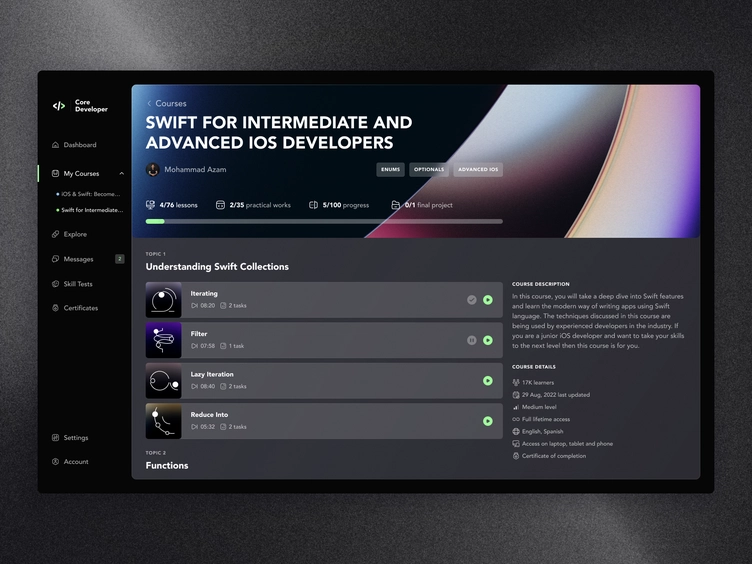 Core
Developer
Dashboard
My Courses
iOS & Swift: Become...
Swift for Intermediate...
Explore
Messages 2
Skill Tests
Certificates
Settings
Account
Courses
SWIFT FOR INTERMEDIATE AND
ADVANCED IOS DEVELOPERS
Mohammad Azam
ENUMS OPTIONALS ADVANCED IOS
4/76 lessons 2/35 practical works 5/100 progress 0/1 final project
TOPIC 1
Understanding Swift Collections
Iterating
08:20 2 tasks
Filter
07:58 1 task
Lazy Iteration
08:40 2 tasks
Reduce Into
05:32 2 tasks
TOPIC 2
Functions
COURSE DESCRIPTION
In this course, you will take a deep dive into Swift features
and learn the modern way of writing apps using Swift
language. The techniques discussed in this course are
being used by experienced developers in the industry. If
you are a junior iOS developer and want to take your skills
to the next level then this course is for you.
COURSE DETAILS
17K learners
29 Aug, 2022 last updated
Medium level
Full lifetime access
English, Spanish
Access on laptop, tablet and phone
Certificate of completion